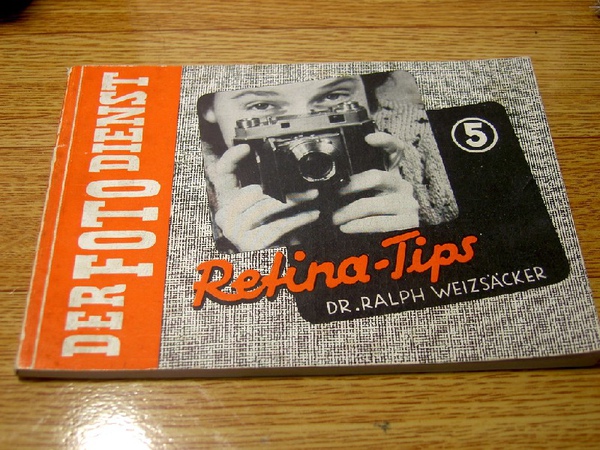 DER FOTO DIENST
5
Retina-Tips
DR. RALPH WEIZSÄCKER